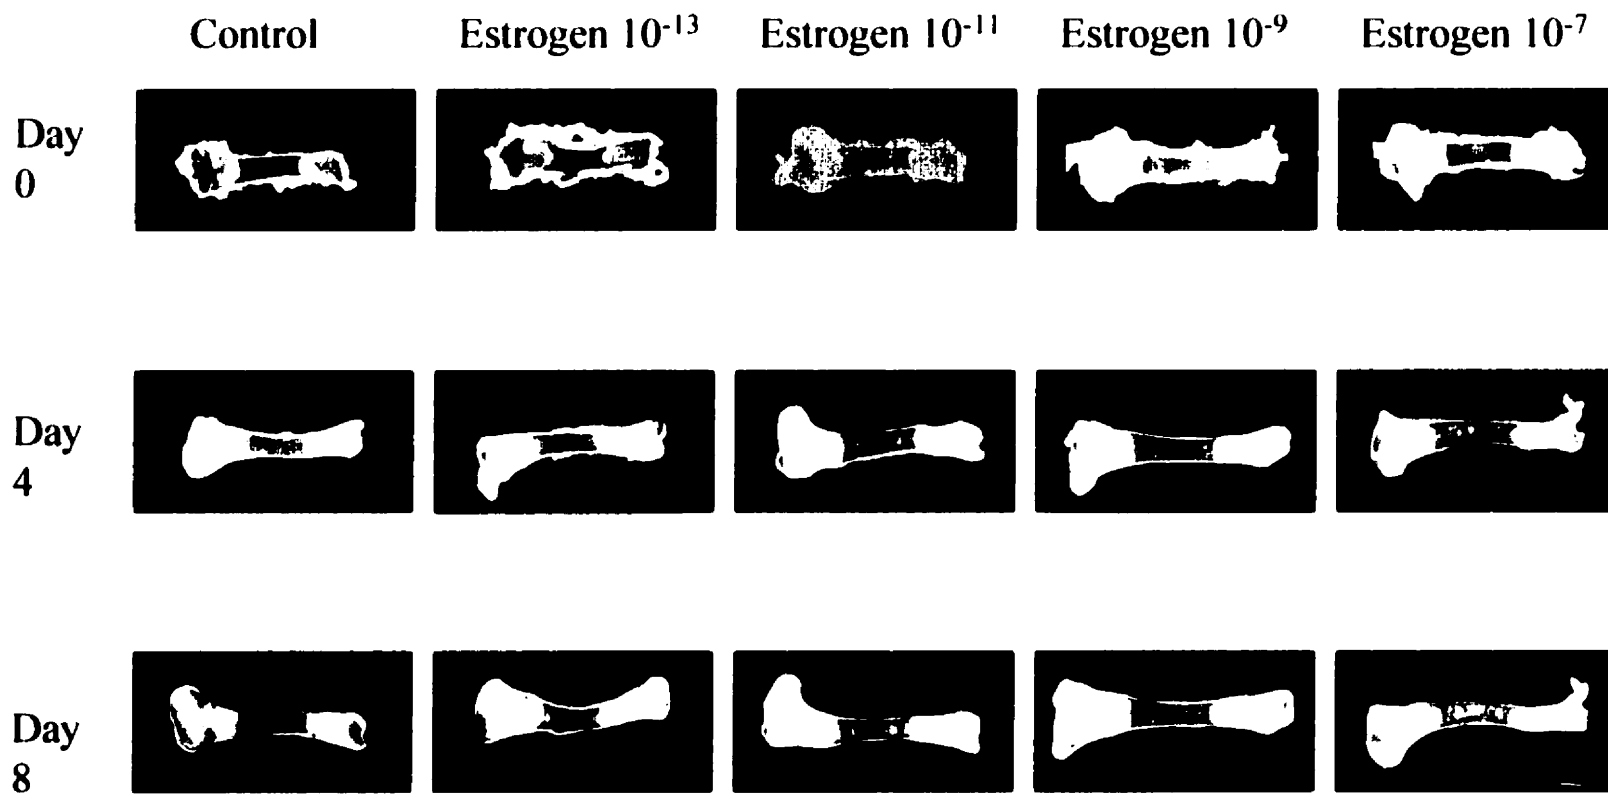 Control Estrogen 10⁻¹³ Estrogen 10⁻¹¹ Estrogen 10⁻⁹ Estrogen 10⁻⁷
Day
0
Day
4
Day
8